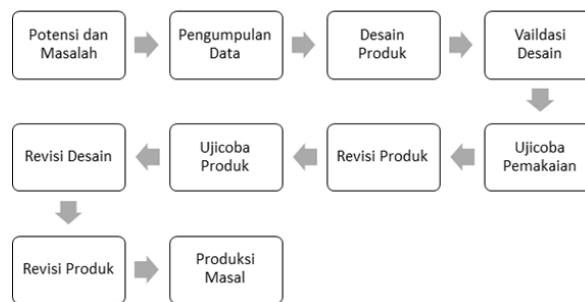 Potensi dan
Masalah
Pengumpulan
Data
Desain
Produk
Vaildasi
Desain
Ujicoba
Pemakaian
Revisi Produk
Ujicoba
Produk
Revisi Desain
Revisi Produk
Produksi
Masal